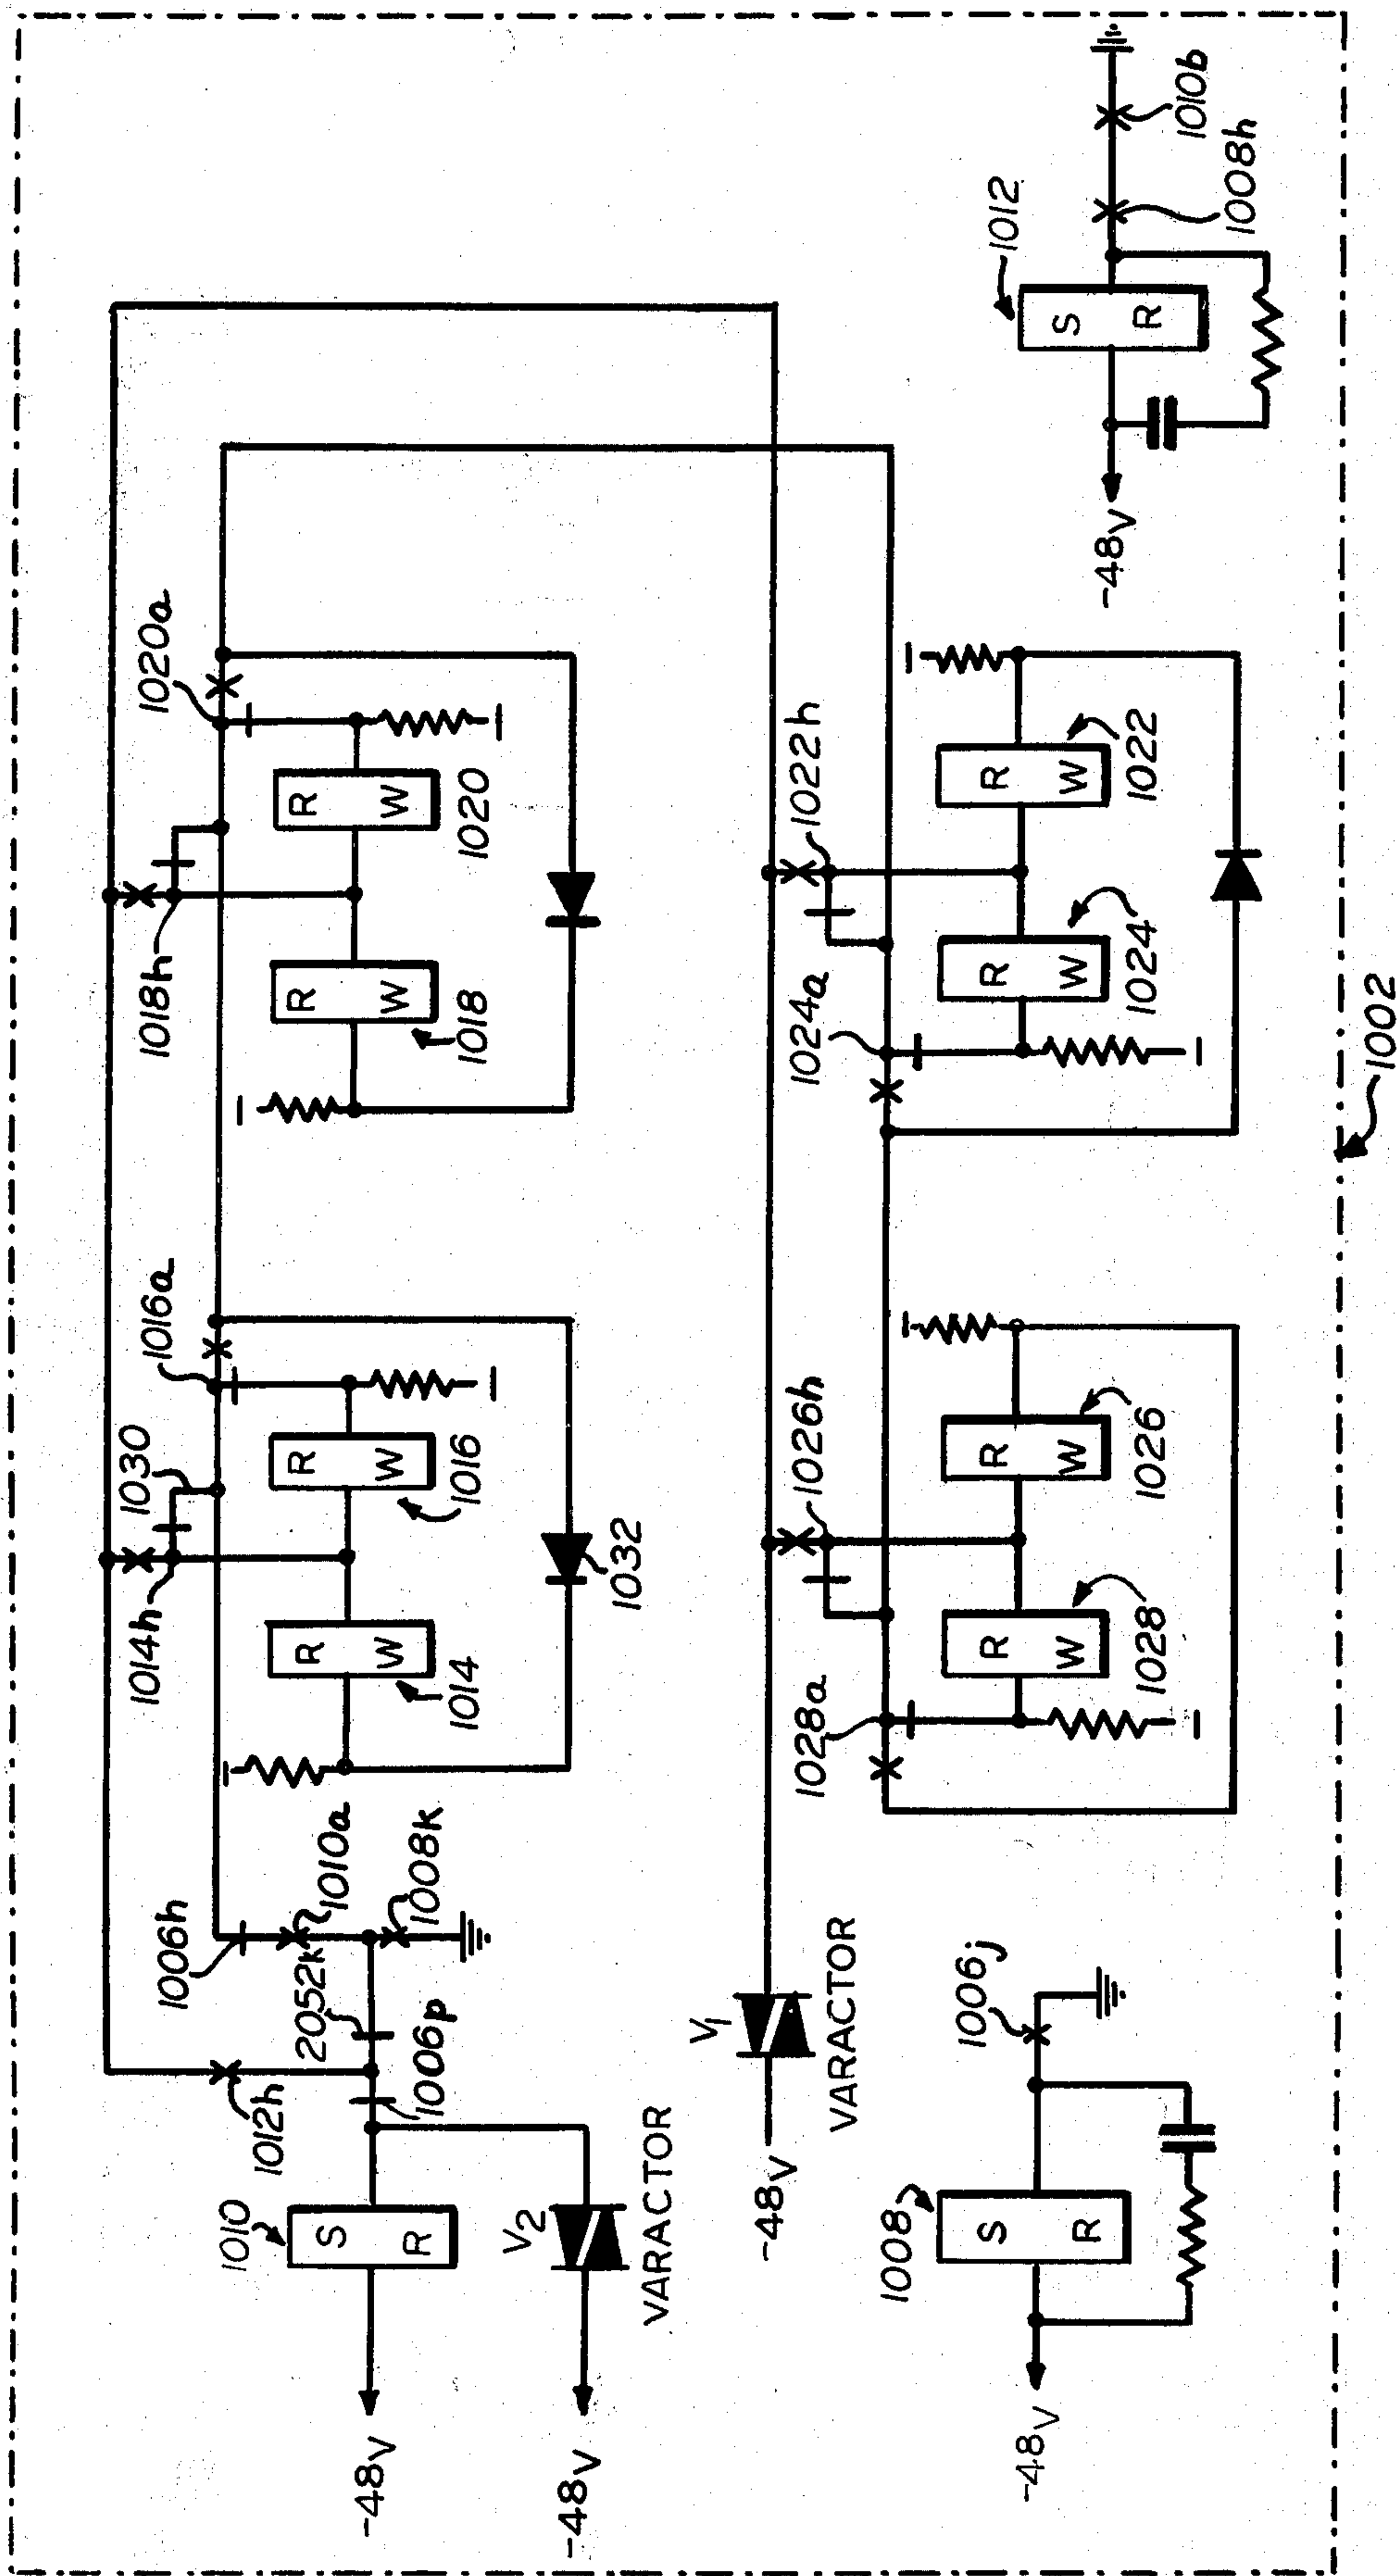 1012h
1006h
2052k
1010a
1006p
1008k
1010
S
R
-48V
V2
VARACTOR
-48V
1014h
1030
1016a
R
W
1014
R
W
1016
1032
1018h
1020a
R
W
1018
R
W
1020
-48V
V1
VARACTOR
1028a
1026h
R
W
1028
R
W
1026
1024a
1022h
R
W
1024
R
W
1022
1008
S
R
-48V
1006j
1012
S
R
-48V
1008h
1010b
1002